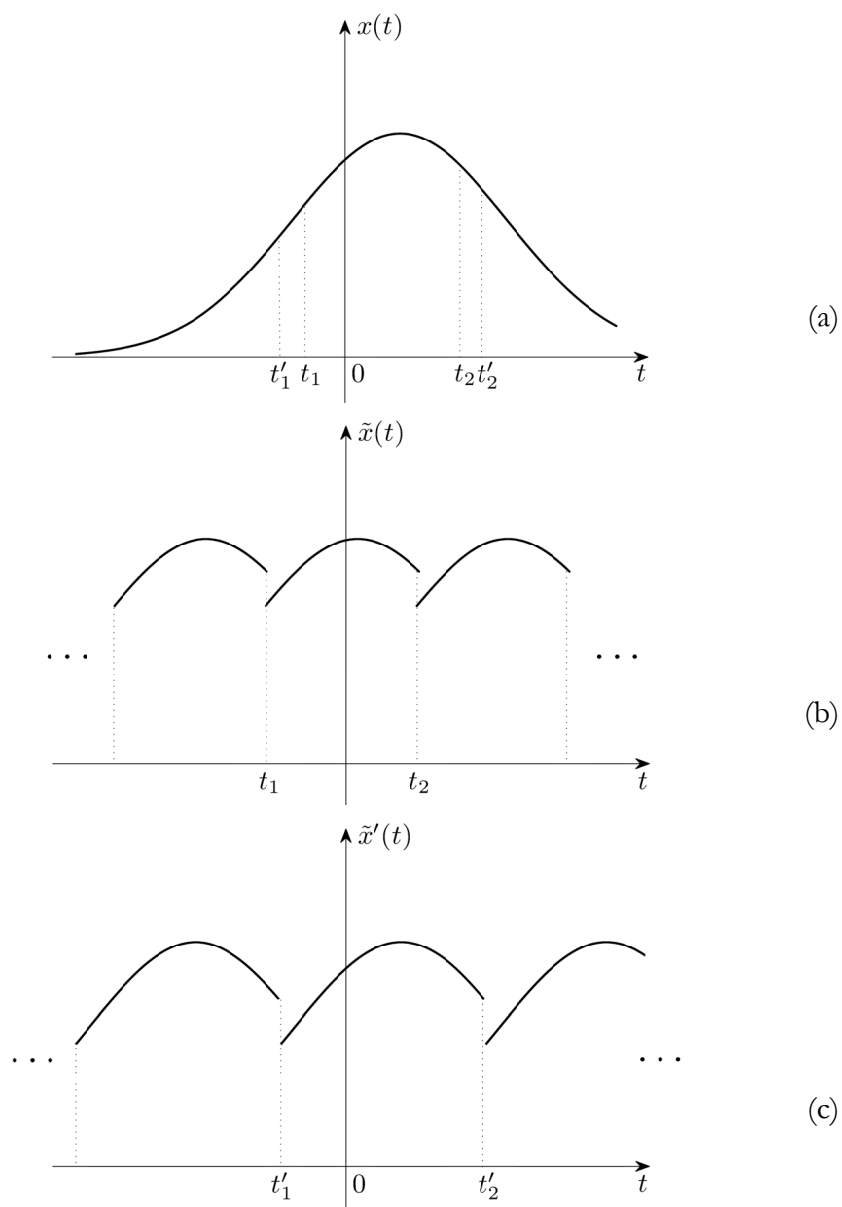 x(t)
t′₁ t₁ 0 t₂ t′₂ t
(a)
x̃(t)
. . . . . .
t₁ t₂ t
(b)
x̃′(t)
. . . . . .
t′₁ 0 t′₂ t
(c)